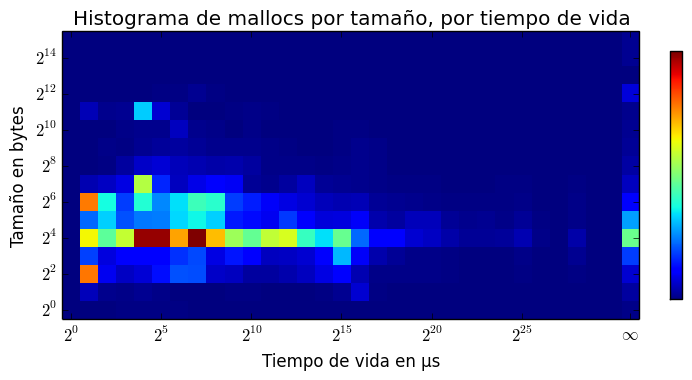 Histograma de mallocs por tamaño, por tiempo de vida
Tamaño en bytes
2^14
2^12
2^10
2^8
2^6
2^4
2^2
2^0
2^0 2^5 2^10 2^15 2^20 2^25 ∞
Tiempo de vida en µs